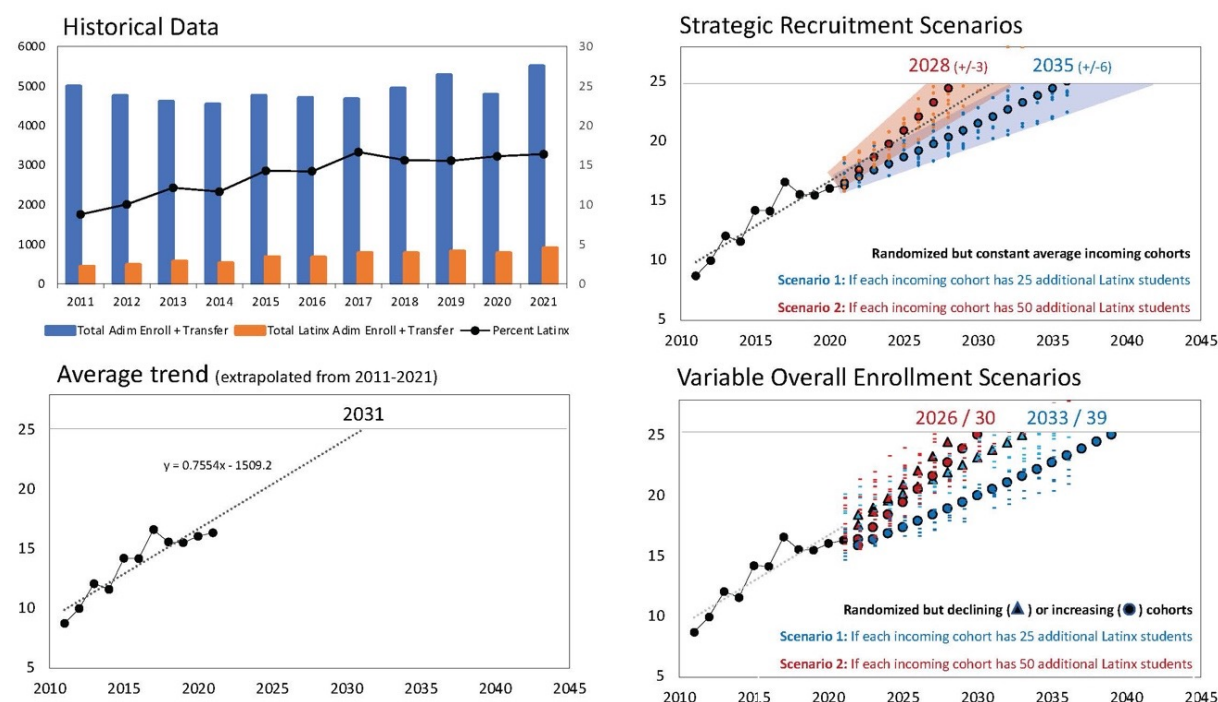 Historical Data
6000
5000
4000
3000
2000
1000
0
30
25
20
15
10
5
0
2011 2012 2013 2014 2015 2016 2017 2018 2019 2020 2021
Total Adim Enroll + Transfer Total Latinx Adim Enroll + Transfer Percent Latinx
Strategic Recruitment Scenarios
2028 (+/-3) 2035 (+/-6)
25
20
15
10
5
Randomized but constant average incoming cohorts
Scenario 1: If each incoming cohort has 25 additional Latinx students
Scenario 2: If each incoming cohort has 50 additional Latinx students
2010 2015 2020 2025 2030 2035 2040 2045
Average trend (extrapolated from 2011-2021)
2031
y = 0.7554x - 1509.2
25
20
15
10
5
2010 2015 2020 2025 2030 2035 2040 2045
Variable Overall Enrollment Scenarios
2026 / 30 2033 / 39
25
20
15
10
5
Randomized but declining ( ) or increasing ( ) cohorts
Scenario 1: If each incoming cohort has 25 additional Latinx students
Scenario 2: If each incoming cohort has 50 additional Latinx students
2010 2015 2020 2025 2030 2035 2040 2045